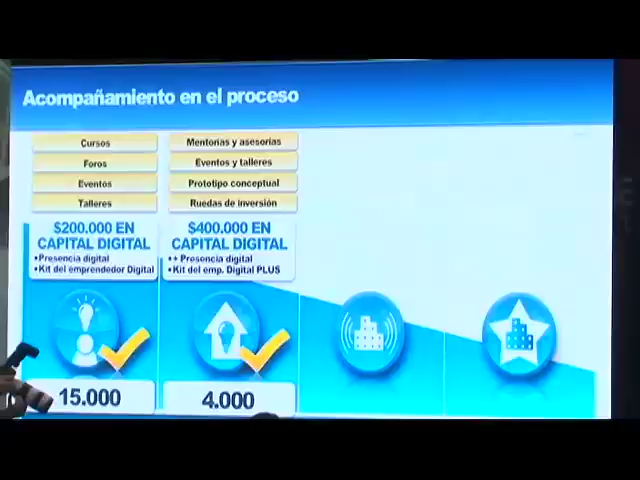 Acompañamiento en el proceso
Cursos
Foros
Eventos
Talleres
$200.000 EN
CAPITAL DIGITAL
•Presencia digital
•Kit del emprendedor Digital
15.000
Mentorias y asesorias
Eventos y talleres
Prototipo conceptual
Ruedas de inversión
$400.000 EN
CAPITAL DIGITAL
•+ Presencia digital
•Kit del emp. Digital PLUS
4.000